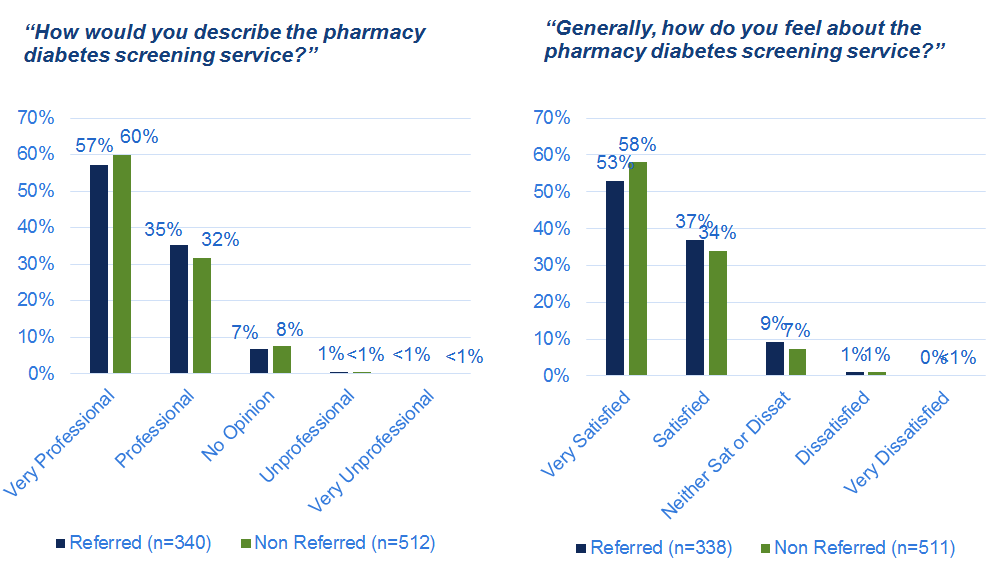 “How would you describe the pharmacy
diabetes screening service?”
70%
60%
50%
40%
30%
20%
10%
0%
57%
60%
35%
32%
7%
8%
1%
<1%
<1%
<1%
Very Professional
Professional
No Opinion
Unprofessional
Very Unprofessional
Referred (n=340)
Non Referred (n=512)
“Generally, how do you feel about the
pharmacy diabetes screening service?”
70%
60%
50%
40%
30%
20%
10%
0%
53%
58%
37%
34%
9%
7%
1%
1%
0%
<1%
Very Satisfied
Satisfied
Neither Sat or Dissat
Dissatisfied
Very Dissatisfied
Referred (n=338)
Non Referred (n=511)